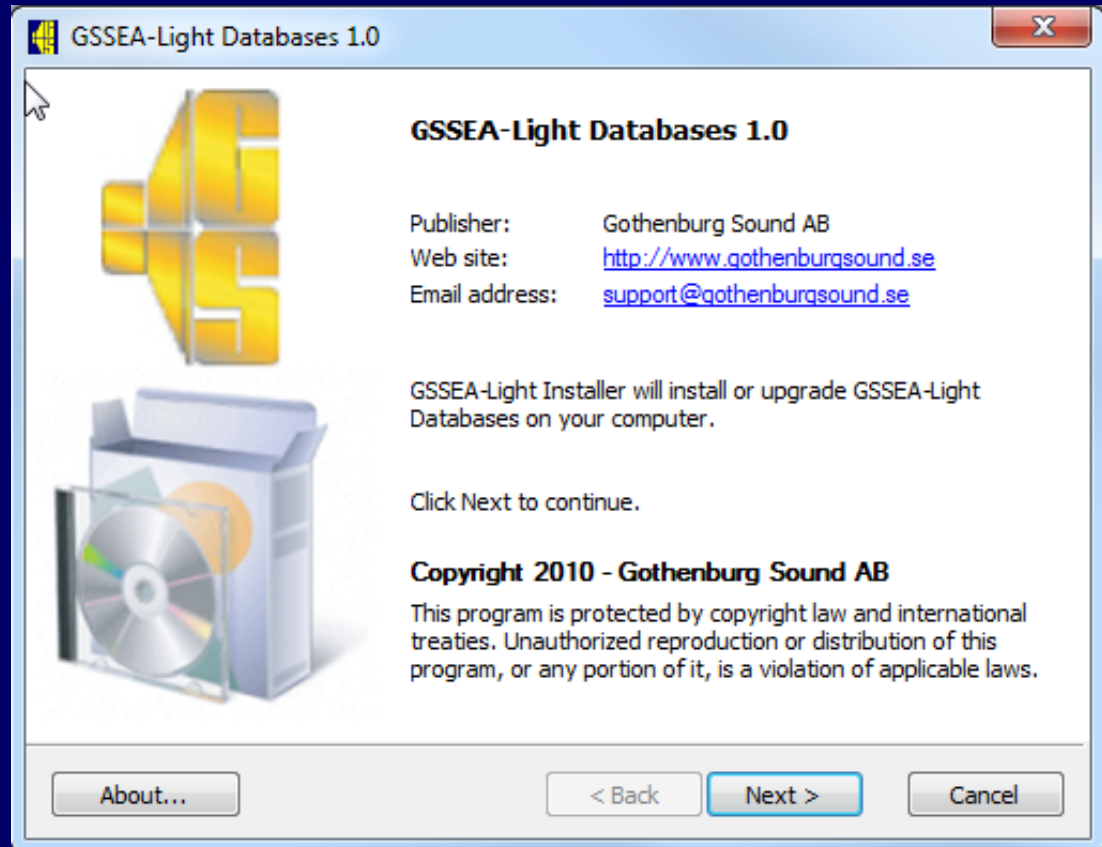 GSSEA-Light Databases 1.0
GS
GSSEA-Light Databases 1.0
Publisher: Gothenburg Sound AB
Web site: http://www.gothenburgsound.se
Email address: support@gothenburgsound.se
GSSEA-Light Installer will install or upgrade GSSEA-Light
Databases on your computer.
Click Next to continue.
Copyright 2010 - Gothenburg Sound AB
This program is protected by copyright law and international
treaties. Unauthorized reproduction or distribution of this
program, or any portion of it, is a violation of applicable laws.
About... < Back Next > Cancel